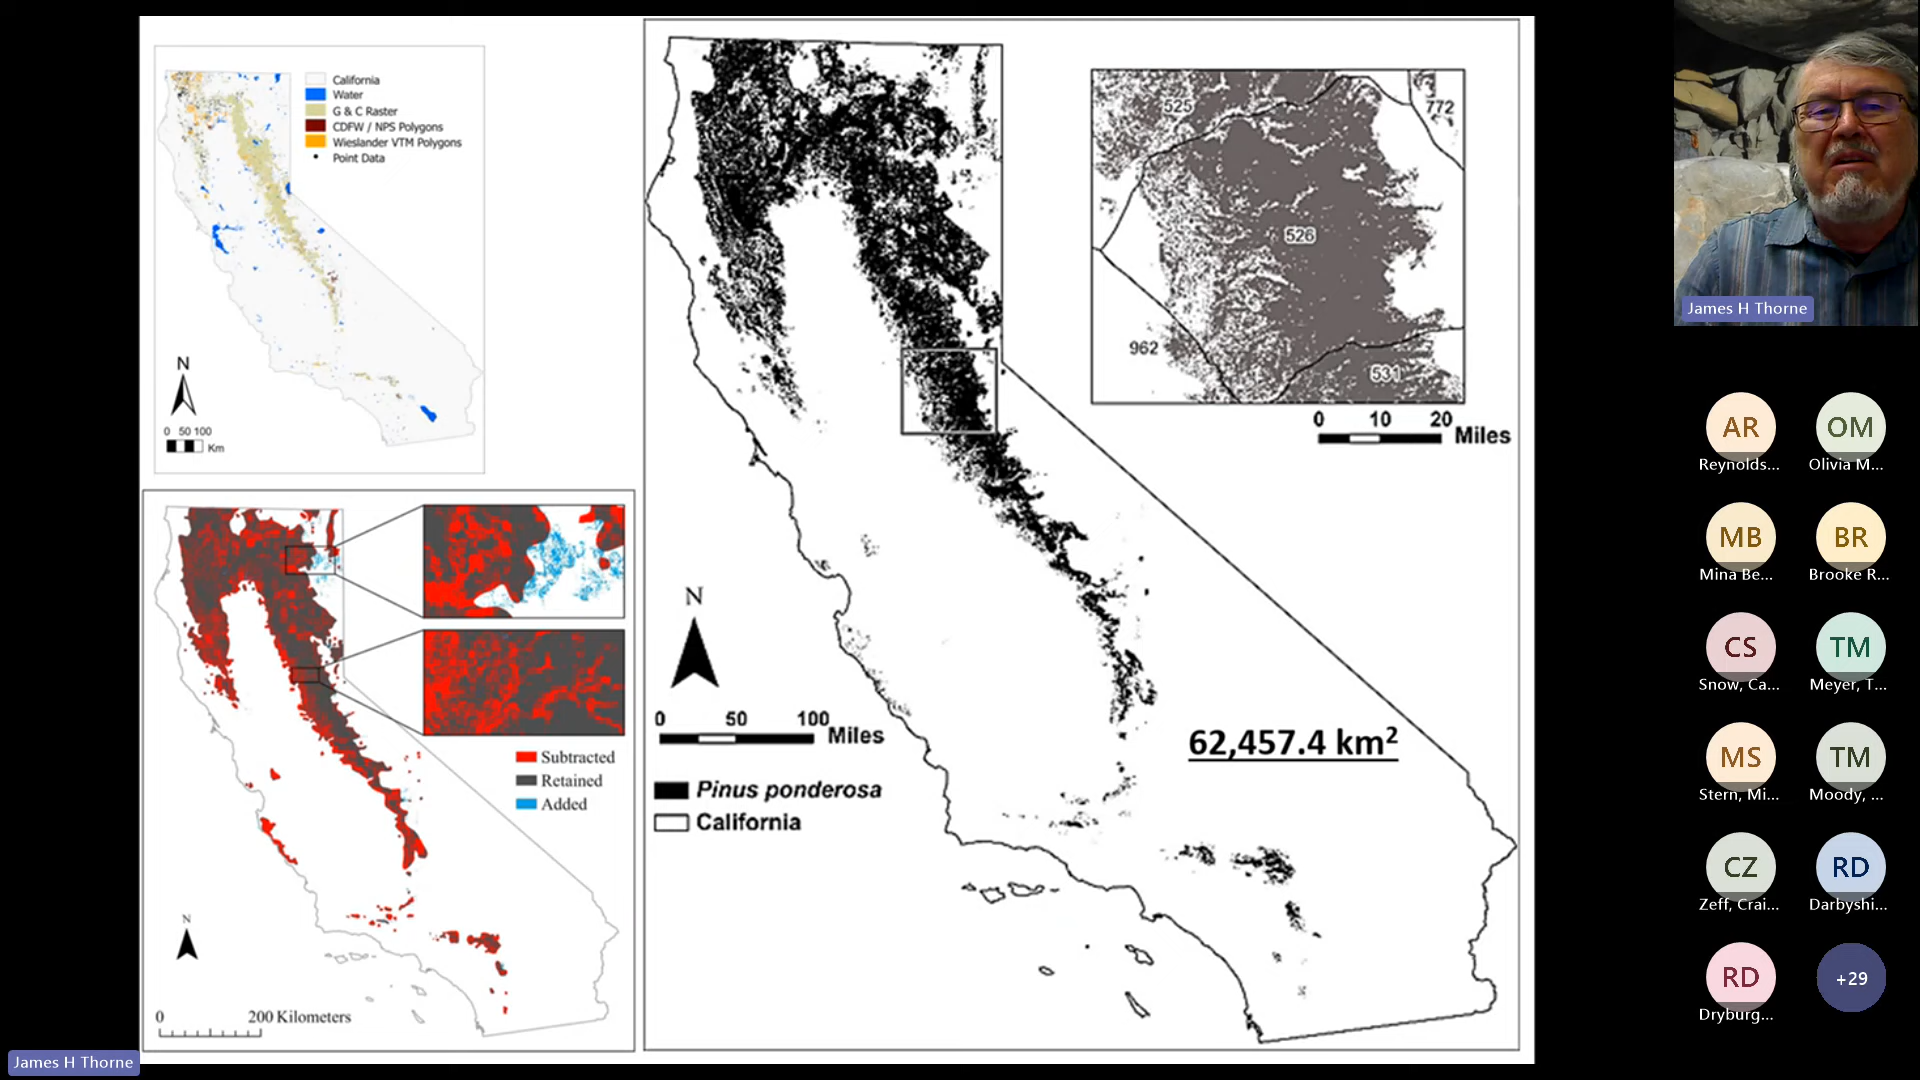 California
Water
G & C Raster
CDFW / NPS Polygons
Wieslander VTM Polygons
Point Data
N
0 50 100
Km
Subtracted
Retained
Added
N
0 200 Kilometers
N
0 50 100
Miles
Pinus ponderosa
California
62,457.4 km²
525
772
526
962
531
0 10 20
Miles
James H Thorne
AR OM
Reynolds... Olivia M...
MB BR
Mina Be... Brooke R...
CS TM
Snow, Ca... Meyer, T...
MS TM
Stern, Mi... Moody, ...
CZ RD
Zeff, Crai... Darbyshi...
RD +29
Dryburg...
James H Thorne